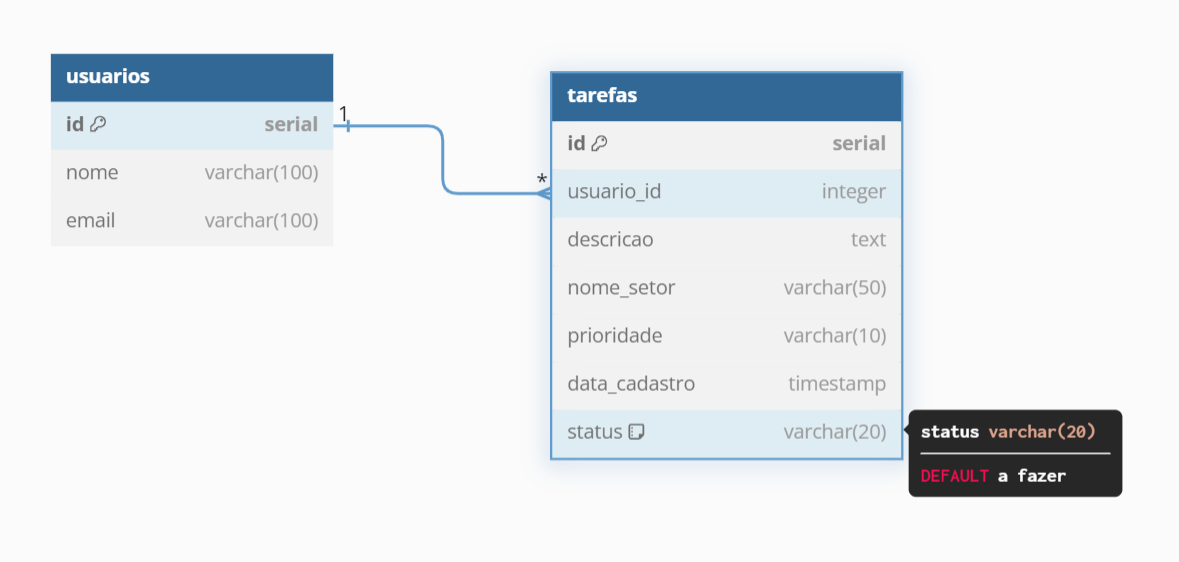 usuarios
id serial
nome varchar(100)
email varchar(100)
1
*
tarefas
id serial
usuario_id integer
descricao text
nome_setor varchar(50)
prioridade varchar(10)
data_cadastro timestamp
status varchar(20)
status varchar(20)
DEFAULT a fazer